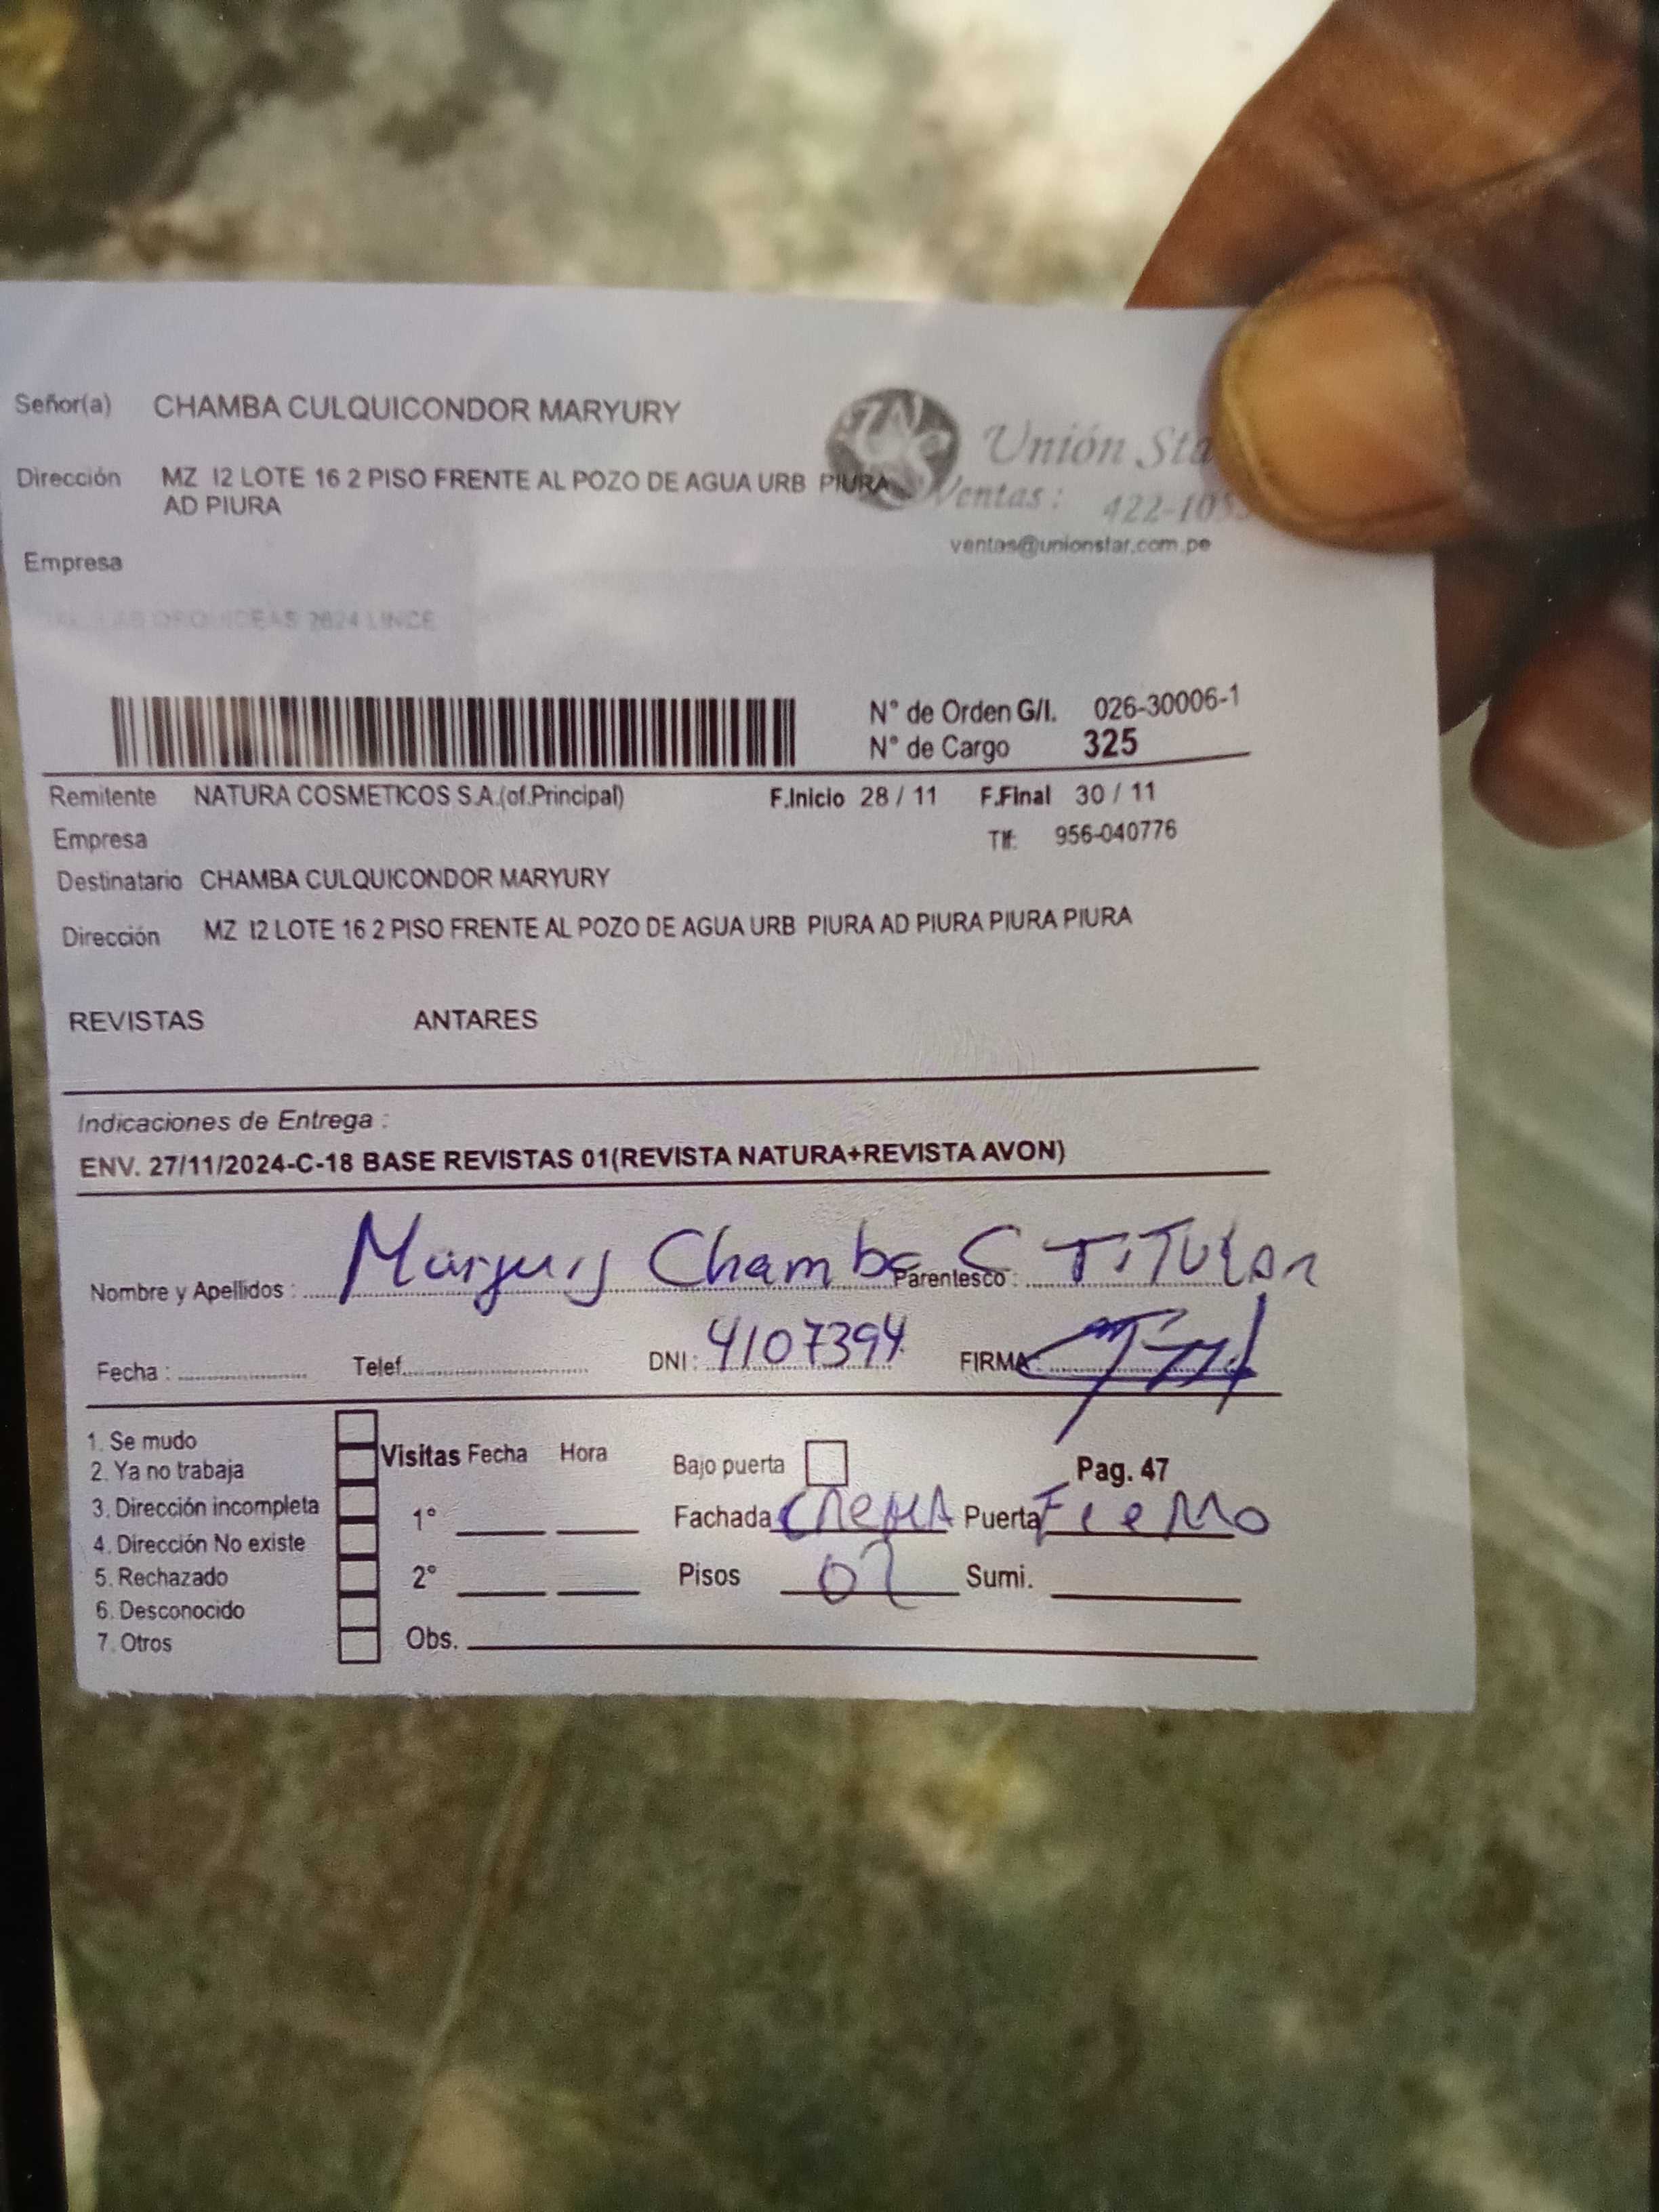 Señor(a) CHAMBA CULQUICONDOR MARYURY
Unión Sta
Dirección MZ I2 LOTE 16 2 PISO FRENTE AL POZO DE AGUA URB PIURA
AD PIURA
Ventas: 422-105
ventas@unionstar.com.pe
Empresa
ORQUIDEAS 2824 LINCE
N° de Orden G/I. 026-30006-1
N° de Cargo 325
Remitente NATURA COSMETICOS S.A.(of.Principal) F.Inicio 28 / 11 F.Final 30 / 11
Empresa Tlf: 956-040776
Destinatario CHAMBA CULQUICONDOR MARYURY
Dirección MZ I2 LOTE 16 2 PISO FRENTE AL POZO DE AGUA URB PIURA AD PIURA PIURA PIURA
REVISTAS ANTARES
Indicaciones de Entrega :
ENV. 27/11/2024-C-18 BASE REVISTAS 01(REVISTA NATURA+REVISTA AVON)
Nombre y Apellidos : Maryury Chamba C Parentesco : TiTULAR
Fecha : Telef. DNI : 4107394 FIRMA :
1. Se mudo
2. Ya no trabaja
3. Dirección incompleta
4. Dirección No existe
5. Rechazado
6. Desconocido
7. Otros
Visitas Fecha Hora
1°
2°
Obs.
Bajo puerta Pag. 47
Fachada CREMA Puerta FieRRo
Pisos 02 Sumi.